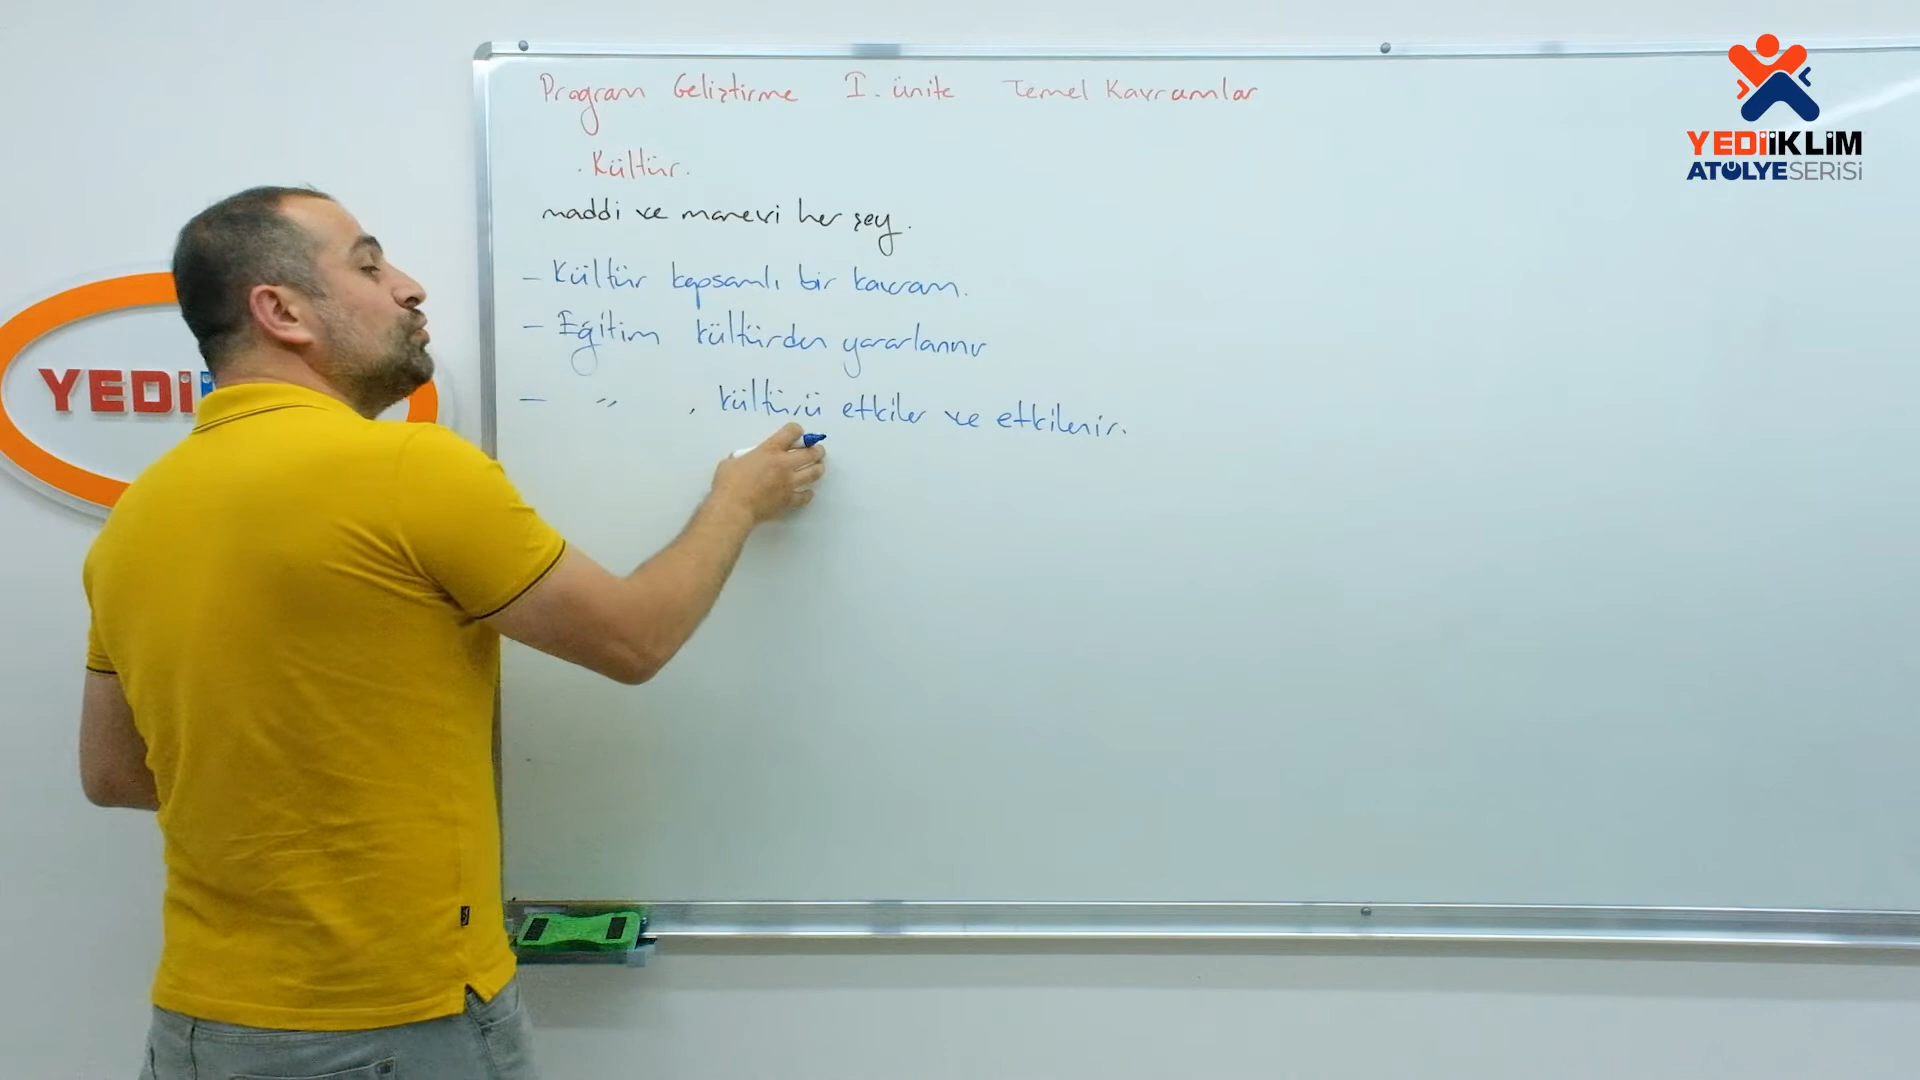 Program Geliştirme I. ünite Temel Kavramlar
. Kültür.
maddi ve manevi her şey.
- Kültür kapsamlı bir kavram.
- Eğitim kültürden yararlanır
- " , kültürü etkiler ve etkilenir.
YEDİİKLİM
ATÖLYESERİSİ
YEDİ